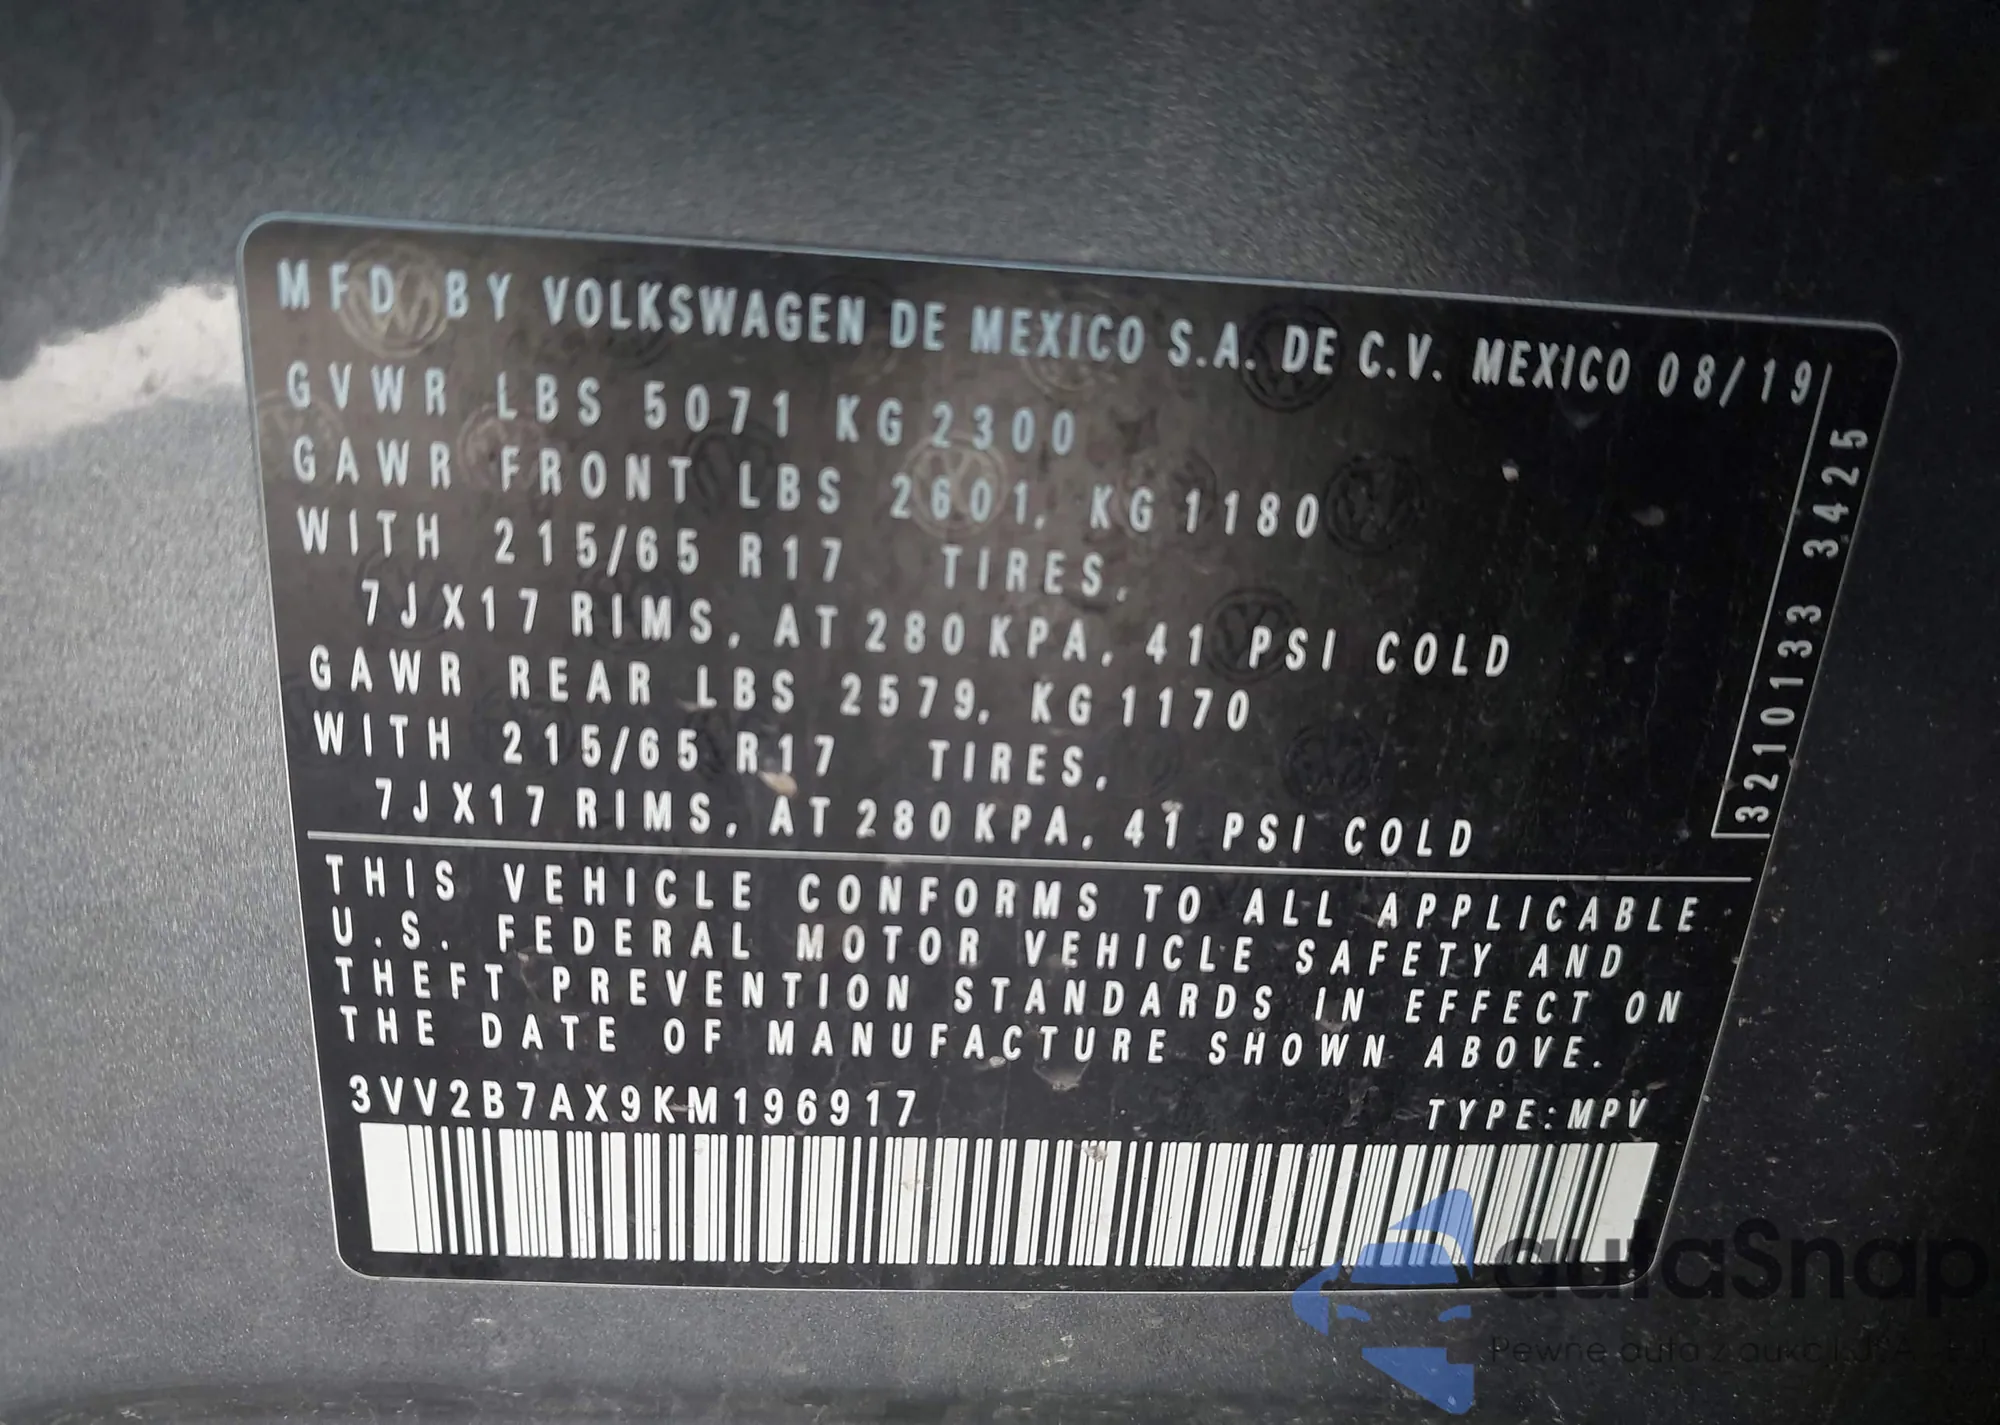 MFD BY VOLKSWAGEN DE MEXICO S.A. DE C.V. MEXICO 08/19
GVWR LBS 5071 KG 2300
GAWR FRONT LBS 2601, KG 1180
WITH 215/65 R17 TIRES,
7JX17 RIMS, AT 280 KPA, 41 PSI COLD
GAWR REAR LBS 2579, KG 1170
WITH 215/65 R17 TIRES,
7JX17 RIMS, AT 280 KPA, 41 PSI COLD
3210133 3425
THIS VEHICLE CONFORMS TO ALL APPLICABLE
U.S. FEDERAL MOTOR VEHICLE SAFETY AND
THEFT PREVENTION STANDARDS IN EFFECT ON
THE DATE OF MANUFACTURE SHOWN ABOVE.
3VV2B7AX9KM196917 TYPE: MPV
autaSnap
Pewne auta z aukcji